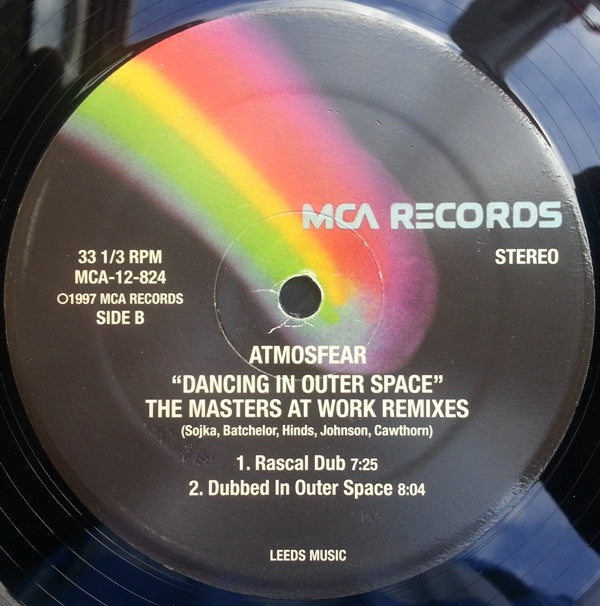 MCA RECORDS
33 1/3 RPM
STEREO
MCA-12-824
℗1997 MCA RECORDS
SIDE B
ATMOSFEAR
“DANCING IN OUTER SPACE”
THE MASTERS AT WORK REMIXES
(Sojka, Batchelor, Hinds, Johnson, Cawthorn)
1. Rascal Dub 7:25
2. Dubbed In Outer Space 8:04
LEEDS MUSIC